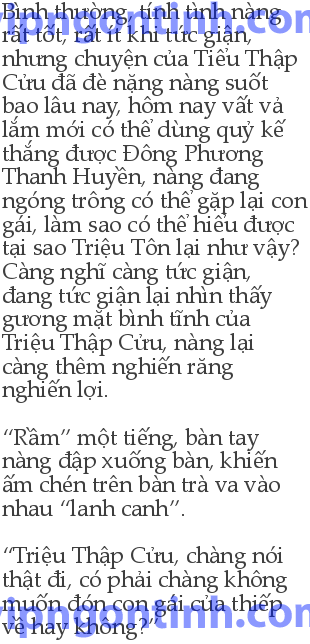 Bình thường, tính tình nàng
rất tốt, rất ít khi tức giận,
nhưng chuyện của Tiểu Thập
Cửu đã đè nặng nàng suốt
bao lâu nay, hôm nay vất vả
lắm mới có thể dùng quỷ kế
thắng được Đông Phương
Thanh Huyền, nàng đang
ngóng trông có thể gặp lại con
gái, làm sao có thể hiểu được
tại sao Triệu Tôn lại như vậy?
Càng nghĩ càng tức giận,
đang tức giận lại nhìn thấy
gương mặt bình tĩnh của
Triệu Thập Cửu, nàng lại
càng thêm nghiến răng
nghiến lợi.

“Rầm” một tiếng, bàn tay
nàng đập xuống bàn, khiến
ấm chén trên bàn trà va vào
nhau “lanh canh”.

“Triệu Thập Cửu, chàng nói
thật đi, có phải chàng không
muốn đón con gái của thiếp
về hay không?”
vipngontinh.com
vipngontinh.com